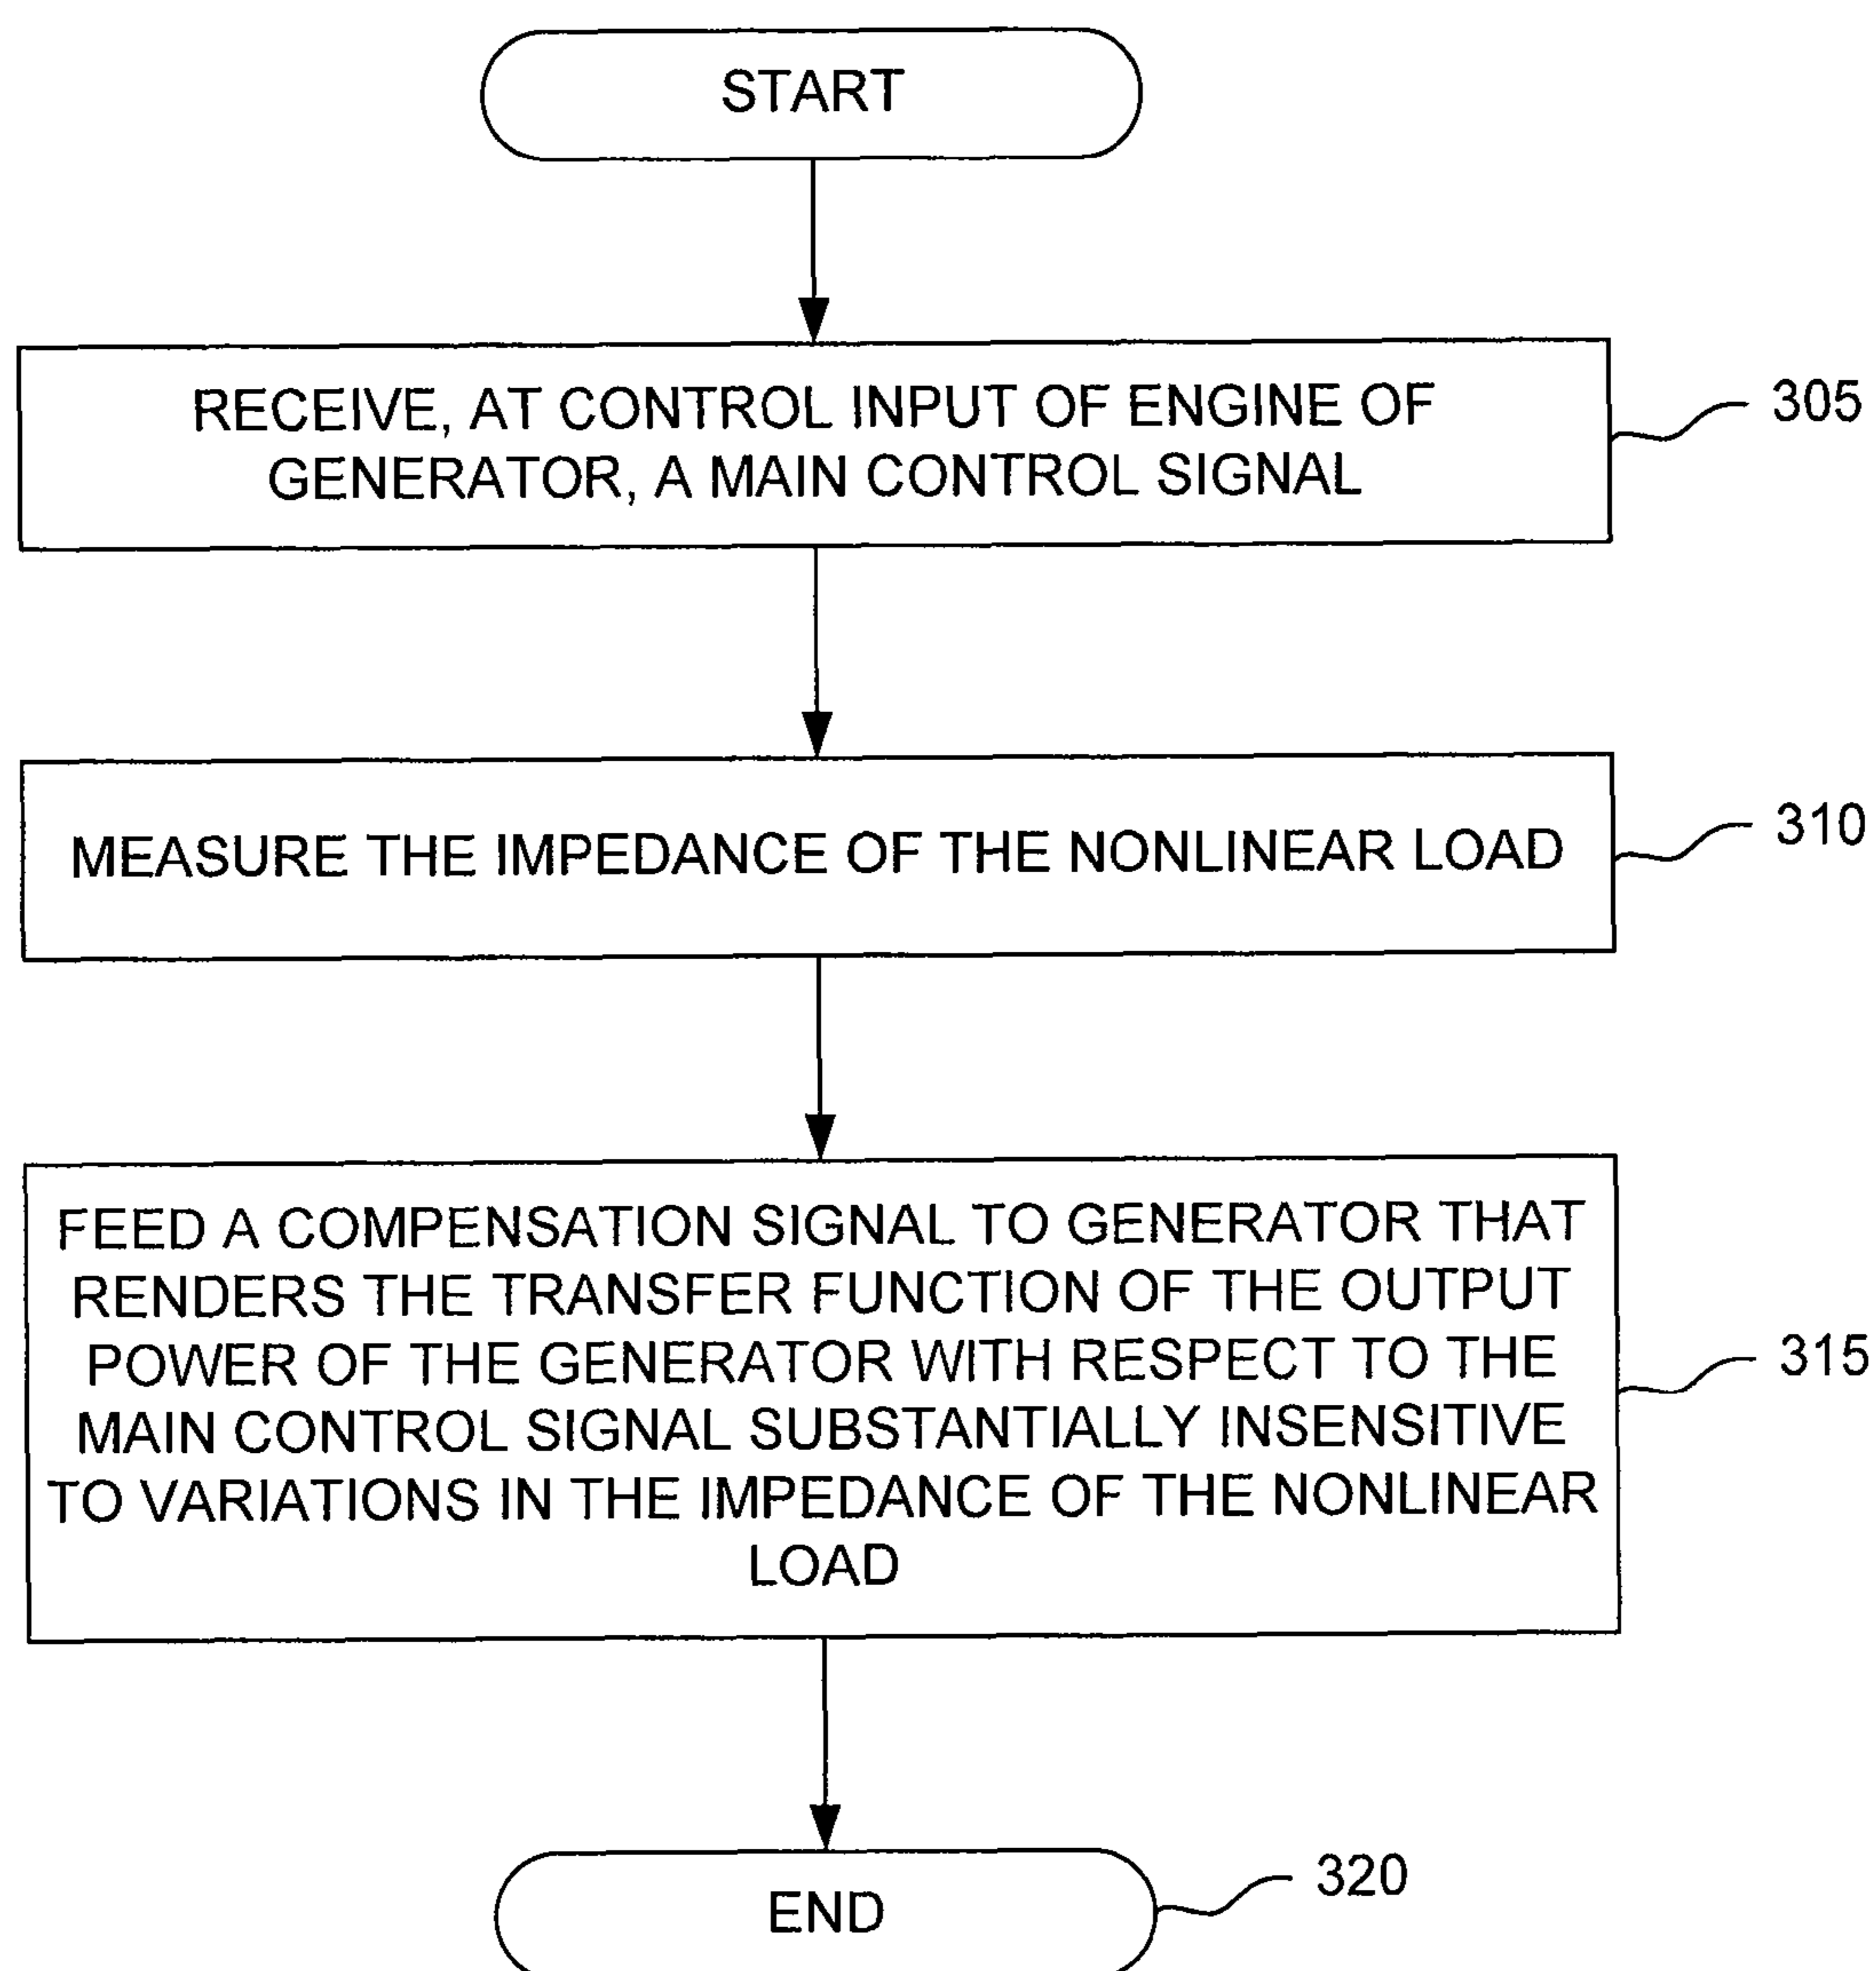 START
RECEIVE, AT CONTROL INPUT OF ENGINE OF
GENERATOR, A MAIN CONTROL SIGNAL
305
MEASURE THE IMPEDANCE OF THE NONLINEAR LOAD
310
FEED A COMPENSATION SIGNAL TO GENERATOR THAT
RENDERS THE TRANSFER FUNCTION OF THE OUTPUT
POWER OF THE GENERATOR WITH RESPECT TO THE
MAIN CONTROL SIGNAL SUBSTANTIALLY INSENSITIVE
TO VARIATIONS IN THE IMPEDANCE OF THE NONLINEAR
LOAD
315
END
320